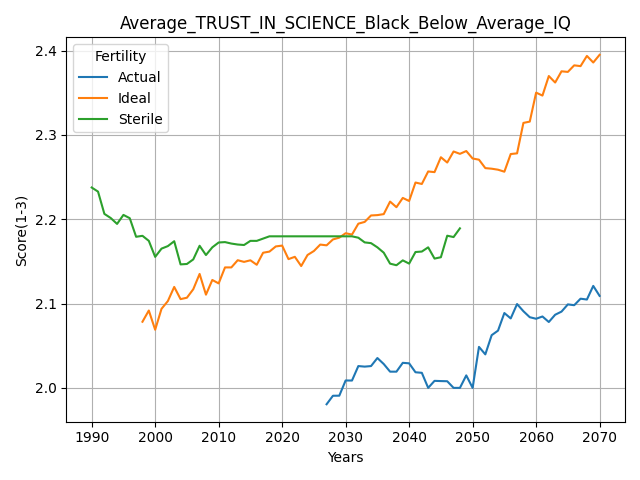 Average_TRUST_IN_SCIENCE_Black_Below_Average_IQ
Fertility
Actual
Ideal
Sterile
Score(1-3)
2.4
2.3
2.2
2.1
2.0
1990 2000 2010 2020 2030 2040 2050 2060 2070
Years